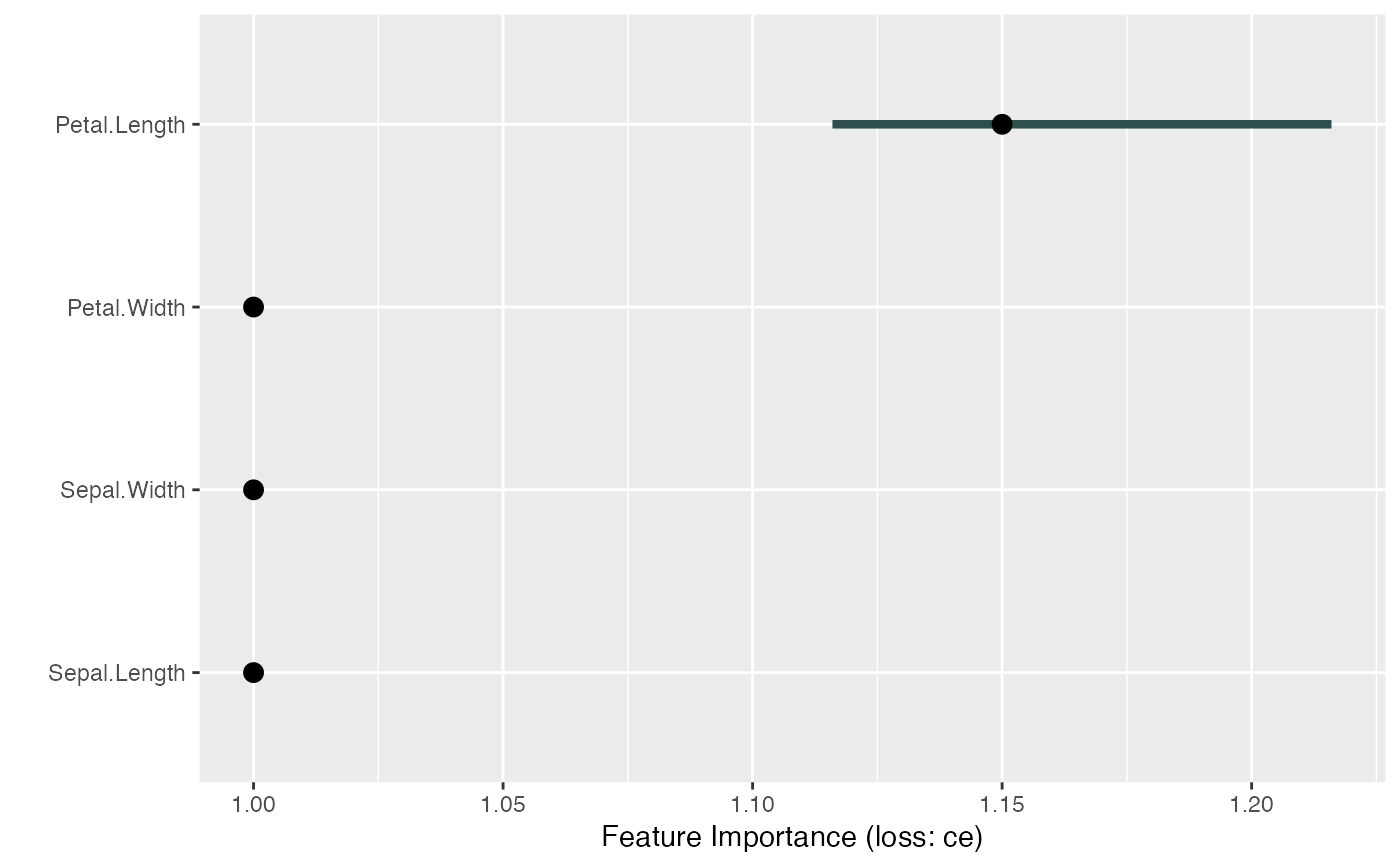 Petal.Length
Petal.Width
Sepal.Width
Sepal.Length
1.00 1.05 1.10 1.15 1.20
Feature Importance (loss: ce)